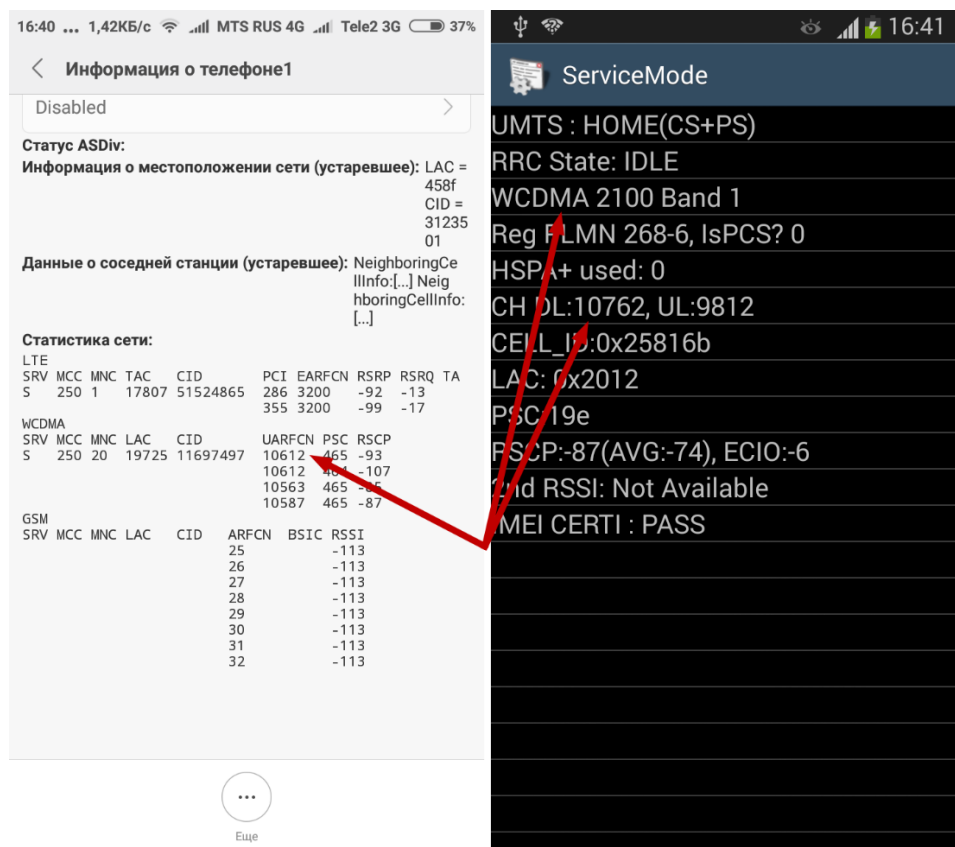 16:40 ... 1,42КБ/с MTS RUS 4G Tele2 3G 37%
Информация о телефоне1
Disabled
Статус ASDiv:
Информация о местоположении сети (устаревшее): LAC =
458f
CID =
31235
01
Данные о соседней станции (устаревшее): NeighboringCe
llInfo:[...] Neig
hboringCellInfo:
[...]
Статистика сети:
LTE
SRV MCC MNC TAC CID PCI EARFCN RSRP RSRQ TA
S 250 1 17807 51524865 286 3200 -92 -13
355 3200 -99 -17
WCDMA
SRV MCC MNC LAC CID UARFCN PSC RSCP
S 250 20 19725 11697497 10612 465 -93
10612 -107
10563 465
10587 465 -87
GSM
SRV MCC MNC LAC CID ARFCN BSIC RSSI
25 -113
26 -113
27 -113
28 -113
29 -113
30 -113
31 -113
32 -113
Еще
16:41
ServiceMode
UMTS : HOME(CS+PS)
RRC State: IDLE
WCDMA 2100 Band 1
Reg PLMN 268-6, IsPCS? 0
HSPA+ used: 0
CH DL:10762, UL:9812
CELL_ID:0x25816b
LAC: 0x2012
PSC:19e
RSCP:-87(AVG:-74), ECIO:-6
2nd RSSI: Not Available
IMEI CERTI : PASS